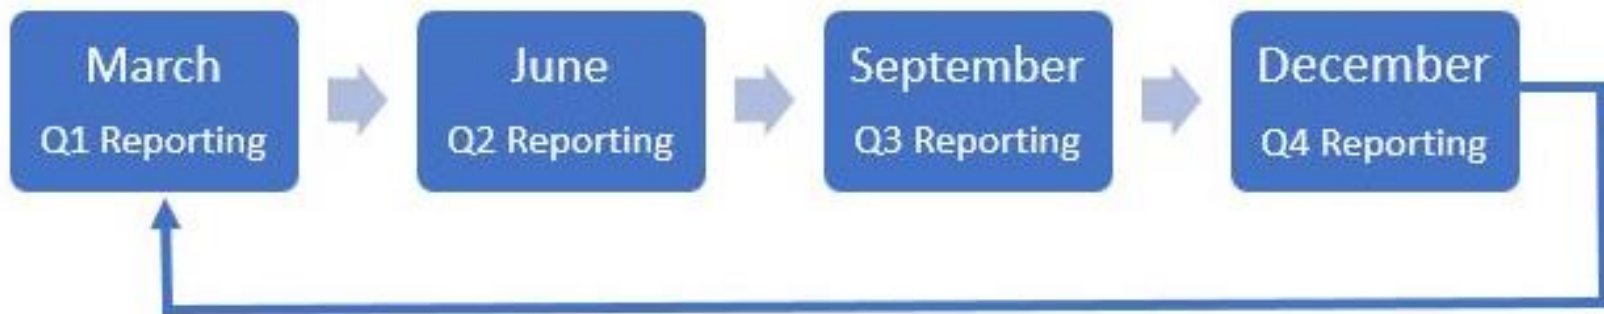 March
Q1 Reporting
June
Q2 Reporting
September
Q3 Reporting
December
Q4 Reporting